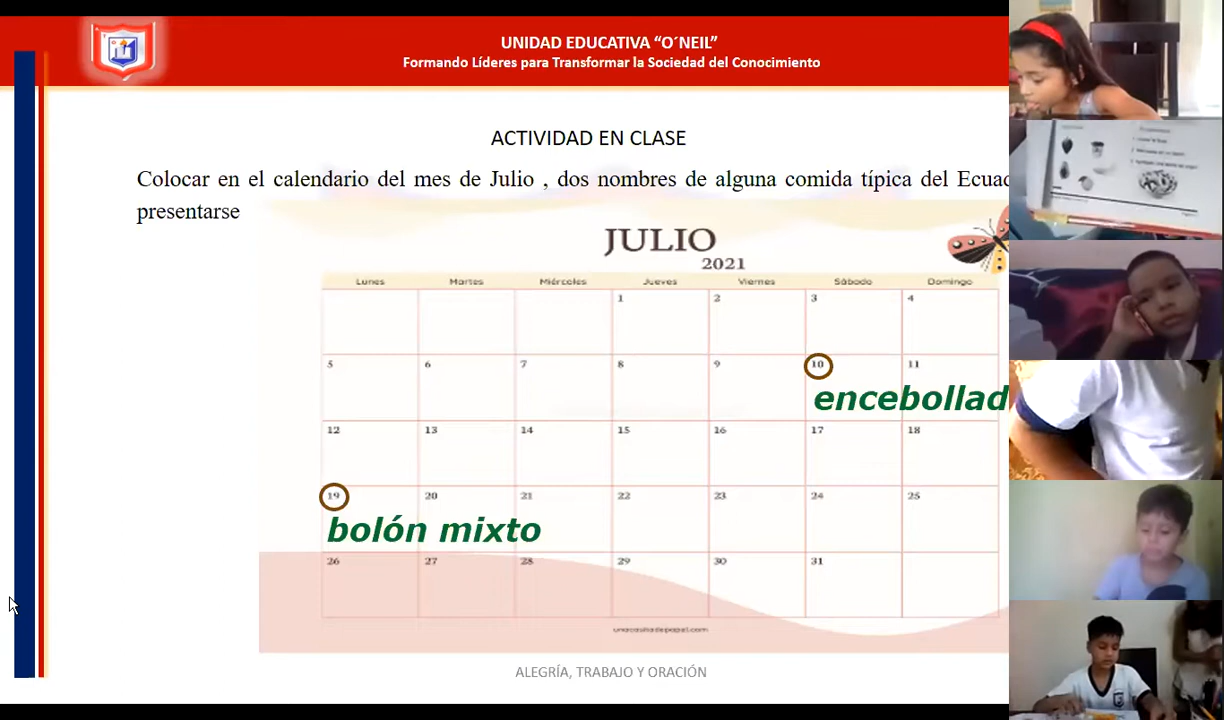 UNIDAD EDUCATIVA “O´NEIL”
Formando Líderes para Transformar la Sociedad del Conocimiento
ACTIVIDAD EN CLASE
Colocar en el calendario del mes de Julio , dos nombres de alguna comida típica del Ecuad
presentarse
JULIO
2021
Lunes Martes Miércoles Jueves Viernes Sábado Domingo
1 2 3 4
5 6 7 8 9 10 11
encebollad
12 13 14 15 16 17 18
19 20 21 22 23 24 25
bolón mixto
26 27 28 29 30 31
unacasitadepapel.com
ALEGRÍA, TRABAJO Y ORACIÓN